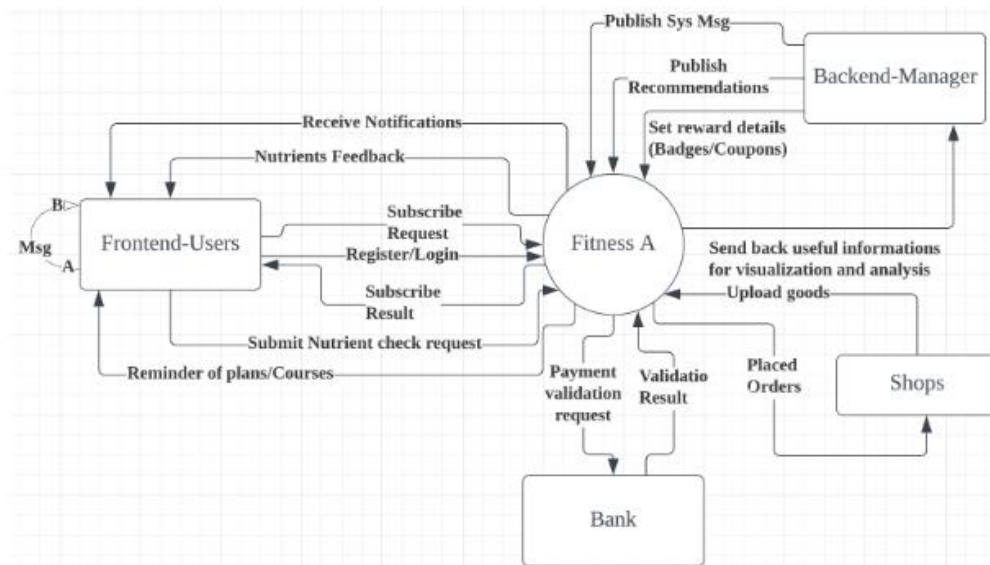 Publish Sys Msg
Backend-Manager
Publish
Recommendations
Receive Notifications
Set reward details
(Badges/Coupons)
Nutrients Feedback
B
Msg
A
Frontend-Users
Subscribe
Request
Register/Login
Fitness A
Subscribe
Result
Send back useful informations
for visualization and analysis
Upload goods
Submit Nutrient check request
Reminder of plans/Courses
Payment
validation
request
Validatio
Result
Placed
Orders
Shops
Bank